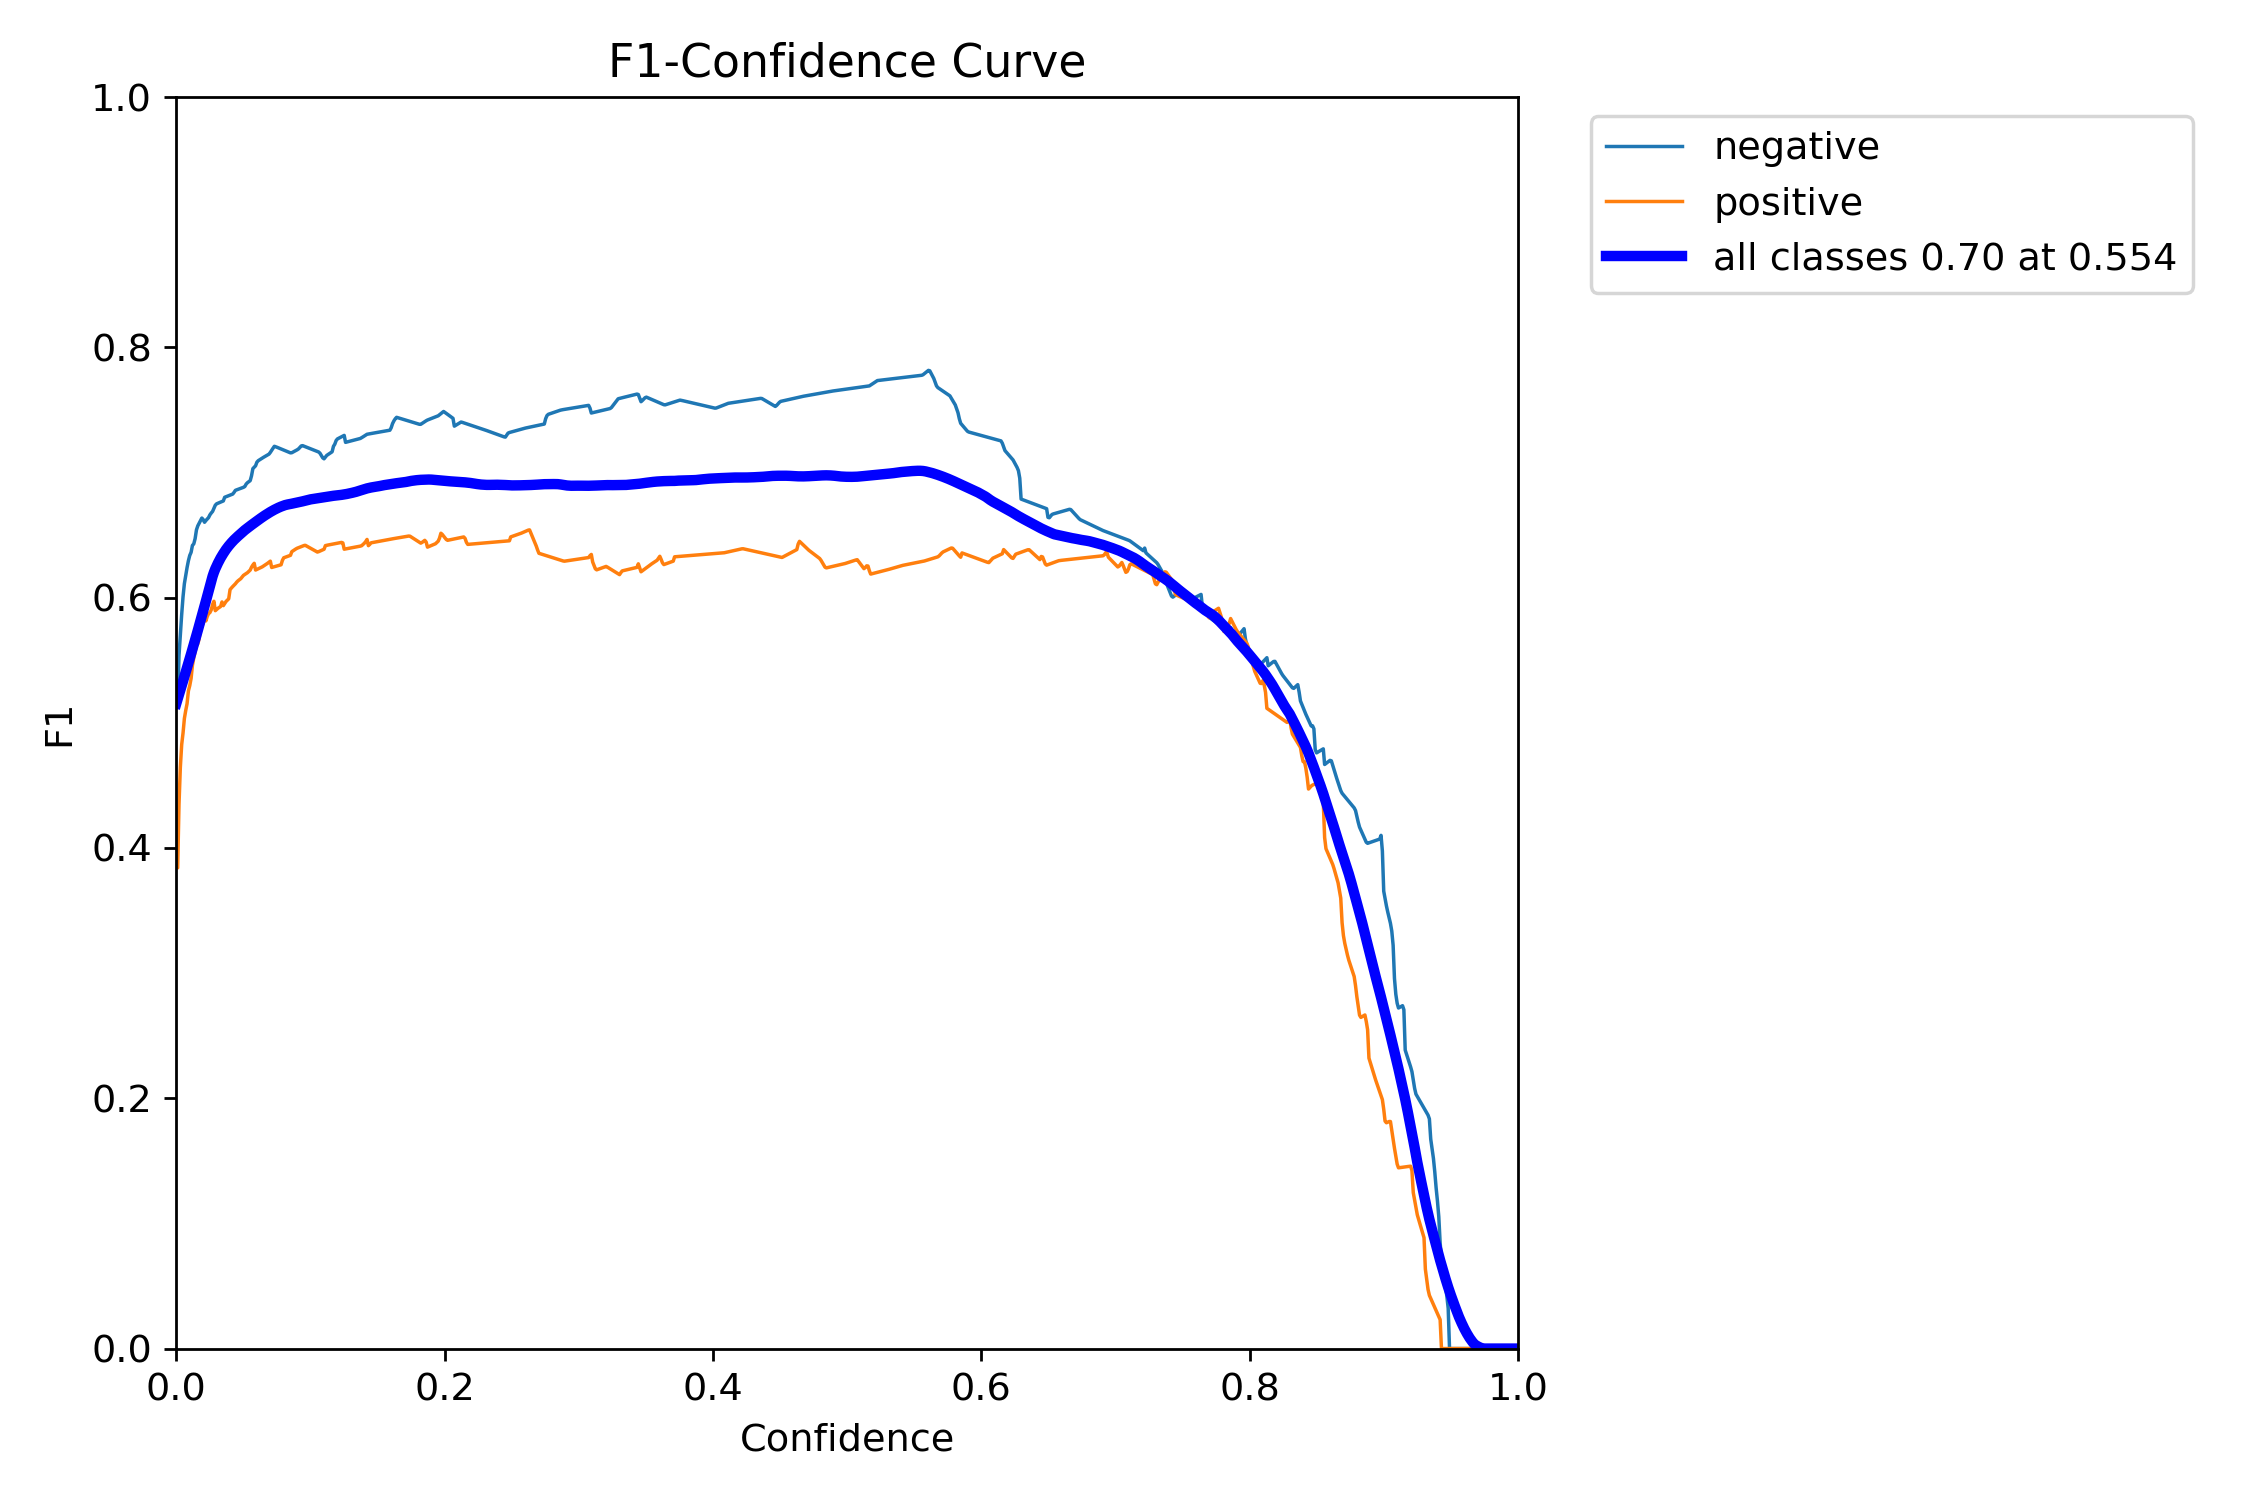 F1-Confidence Curve
1.0
0.8
0.6
0.4
0.2
0.0
F1
0.0 0.2 0.4 0.6 0.8 1.0
Confidence
negative
positive
all classes 0.70 at 0.554